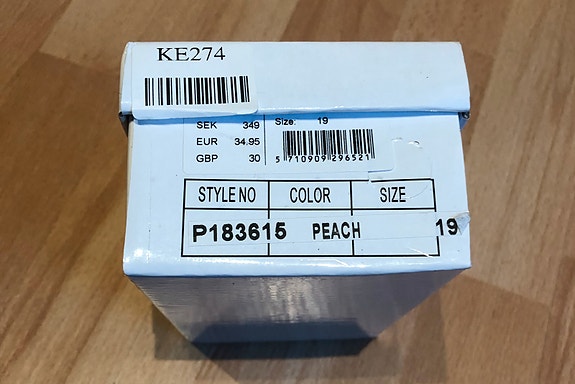 KE274
SEK 349
EUR 34.95
GBP 30
Size: 19
5 710909 296521
STYLE NO COLOR SIZE
P183615 PEACH 19